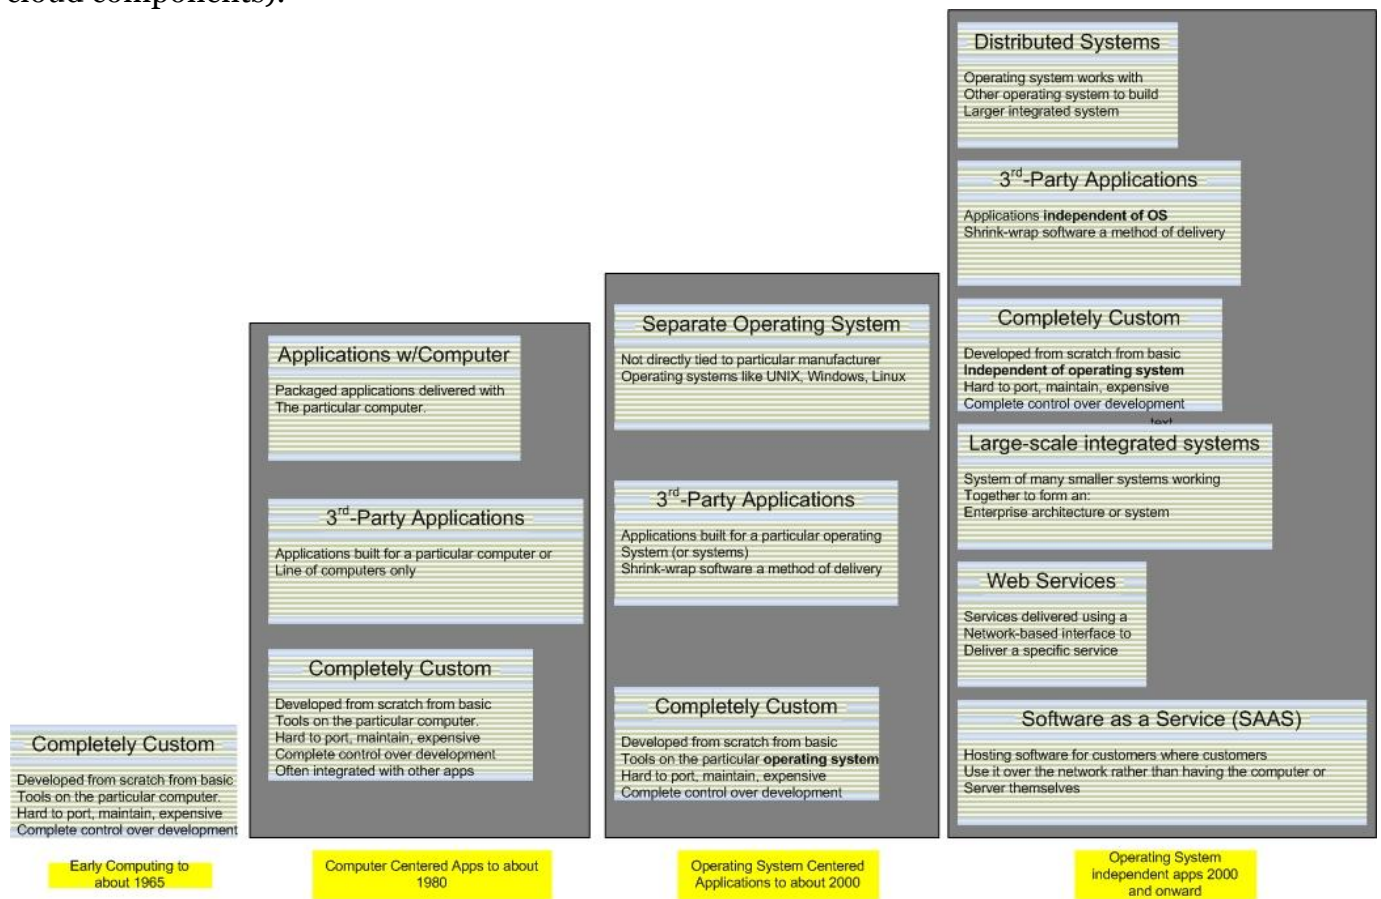 cloud components).
Completely Custom
Developed from scratch from basic
Tools on the particular computer.
Hard to port, maintain, expensive
Complete control over development
Early Computing to
about 1965
Applications w/Computer
Packaged applications delivered with
The particular computer.
3rd-Party Applications
Applications built for a particular computer or
Line of computers only
Completely Custom
Developed from scratch from basic
Tools on the particular computer.
Hard to port, maintain, expensive
Complete control over development
Often integrated with other apps
Computer Centered Apps to about
1980
Separate Operating System
Not directly tied to particular manufacturer
Operating systems like UNIX, Windows, Linux
3rd-Party Applications
Applications built for a particular operating
System (or systems)
Shrink-wrap software a method of delivery
Completely Custom
Developed from scratch from basic
Tools on the particular operating system
Hard to port, maintain, expensive
Complete control over development
Operating System Centered
Applications to about 2000
Distributed Systems
Operating system works with
Other operating system to build
Larger integrated system
3rd-Party Applications
Applications independent of OS
Shrink-wrap software a method of delivery
Completely Custom
Developed from scratch from basic
Independent of operating system
Hard to port, maintain, expensive
Complete control over development
text
Large-scale integrated systems
System of many smaller systems working
Together to form an:
Enterprise architecture or system
Web Services
Services delivered using a
Network-based interface to
Deliver a specific service
Software as a Service (SAAS)
Hosting software for customers where customers
Use it over the network rather than having the computer or
Server themselves
Operating System
independent apps 2000
and onward